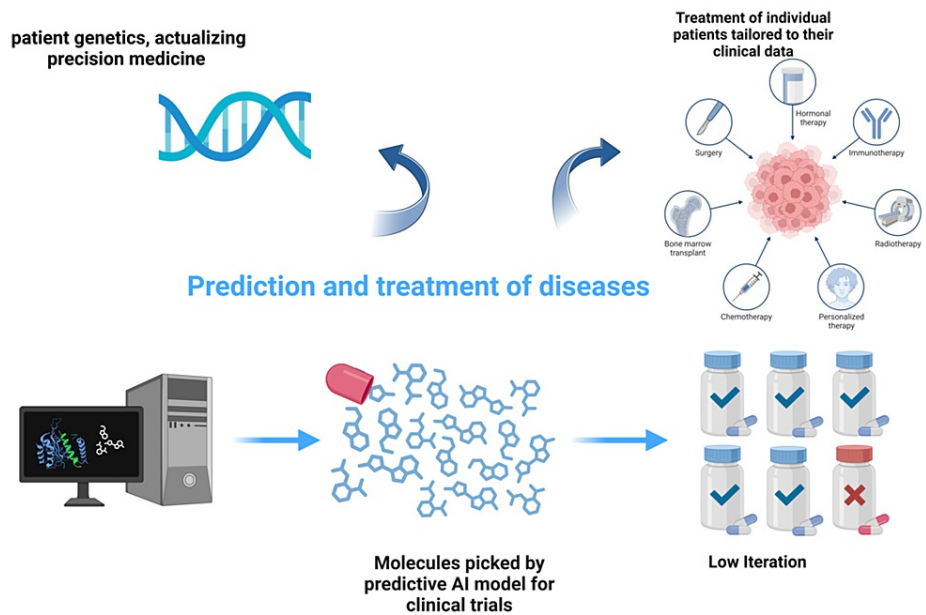 patient genetics, actualizing
precision medicine
Treatment of individual
patients tailored to their
clinical data
Hormonal
therapy
Surgery
Immunotherapy
Bone marrow
transplant
Radiotherapy
Chemotherapy
Personalized
therapy
Prediction and treatment of diseases
Molecules picked by
predictive AI model for
clinical trials
Low Iteration